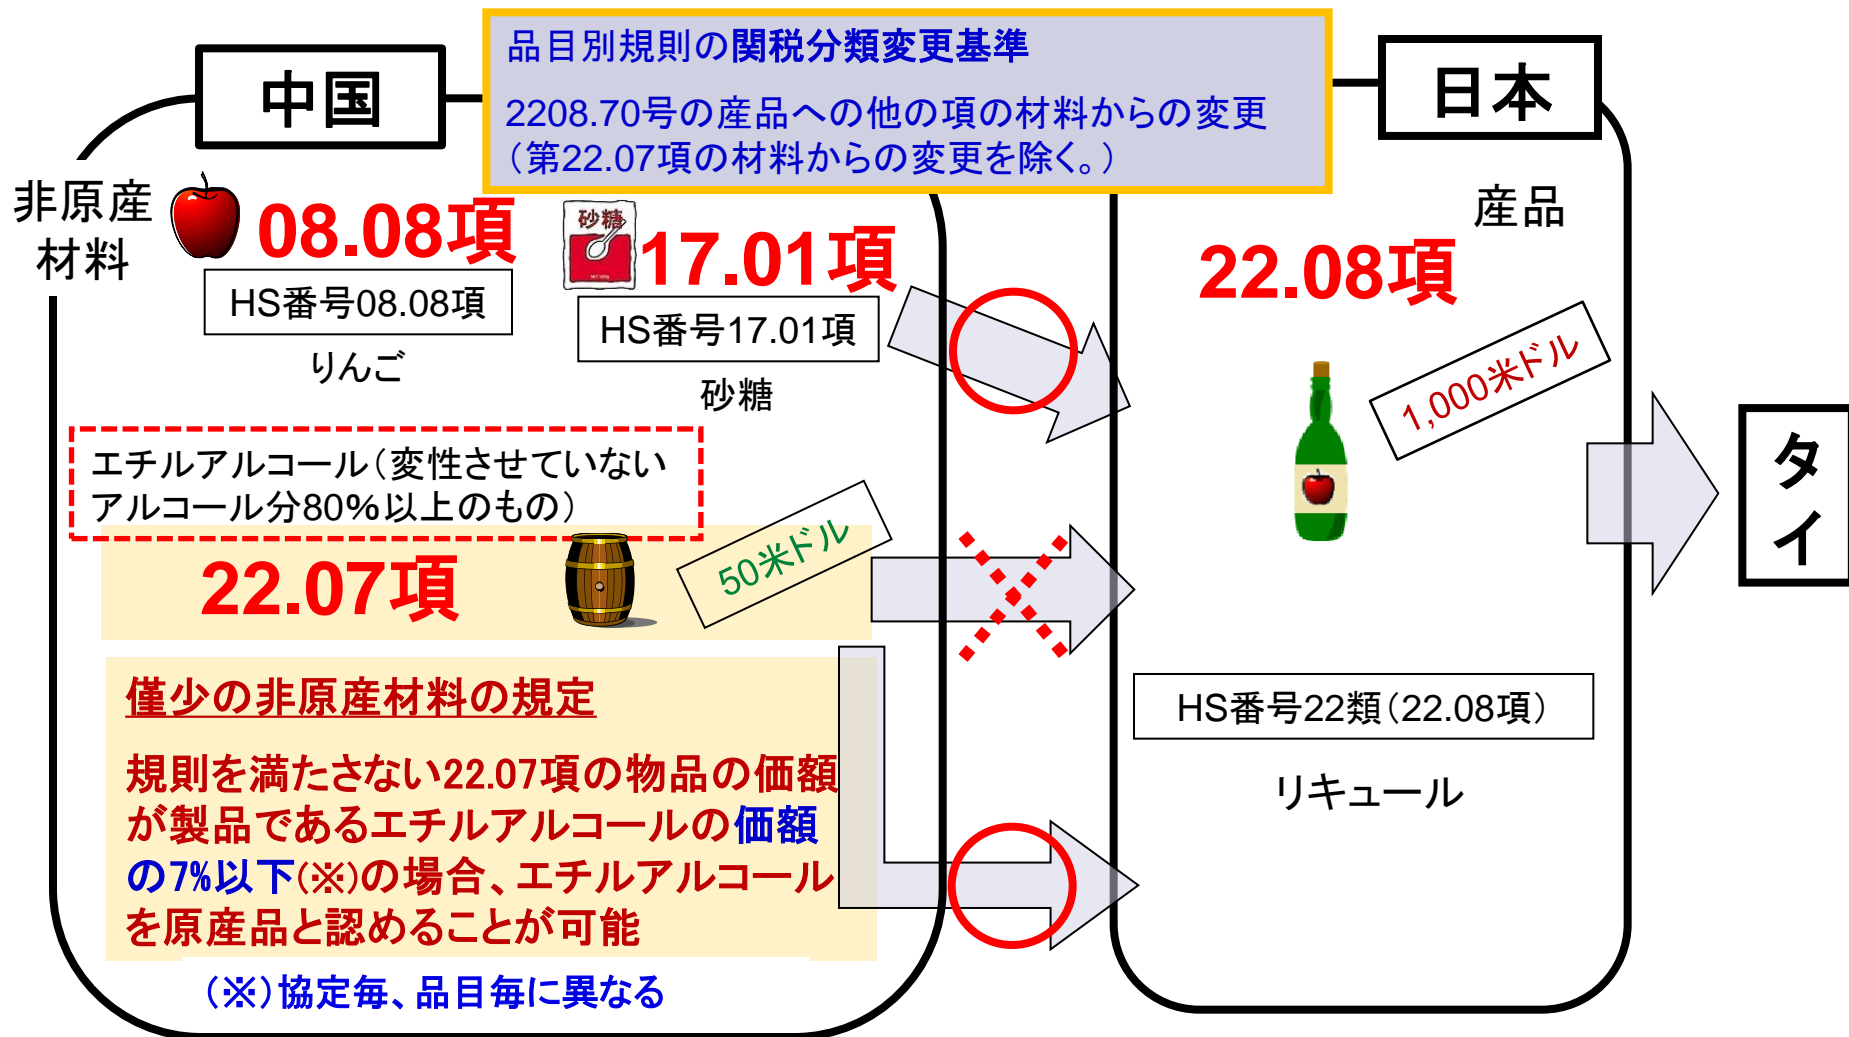 品目別規則の関税分類変更基準
2208.70号の産品への他の項の材料からの変更
（第22.07項の材料からの変更を除く。）
中国
日本
非原産
材料
08.08項
HS番号08.08項
りんご
砂糖
17.01項
HS番号17.01項
砂糖
産品
22.08項
1,000米ドル
エチルアルコール（変性させていない
アルコール分80%以上のもの）
22.07項
50米ドル
タ
イ
僅少の非原産材料の規定
規則を満たさない22.07項の物品の価額
が製品であるエチルアルコールの価額
の7%以下(※)の場合、エチルアルコール
を原産品と認めることが可能
（※）協定毎、品目毎に異なる
HS番号22類（22.08項）
リキュール